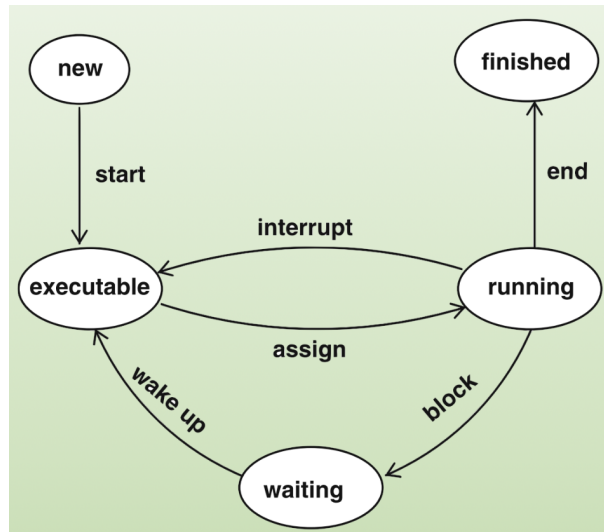 new
finished
start
end
interrupt
executable
running
assign
wake up
block
waiting